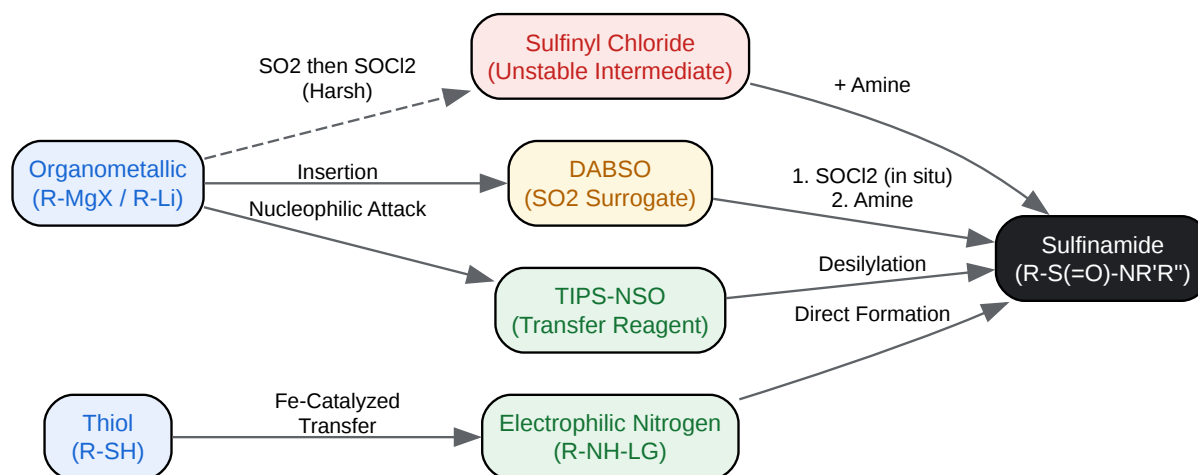 Sulfinyl Chloride
(Unstable Intermediate)
SO2 then SOCl2
(Harsh)
+ Amine
Organometallic
(R-MgX / R-Li)
Insertion
DABSO
(SO2 Surrogate)
1. SOCl2 (in situ)
2. Amine
Nucleophilic Attack
Sulfinamide
(R-S(=O)-NR'R")
TIPS-NSO
(Transfer Reagent)
Desilylation
Direct Formation
Thiol
(R-SH)
Fe-Catalyzed
Transfer
Electrophilic Nitrogen
(R-NH-LG)